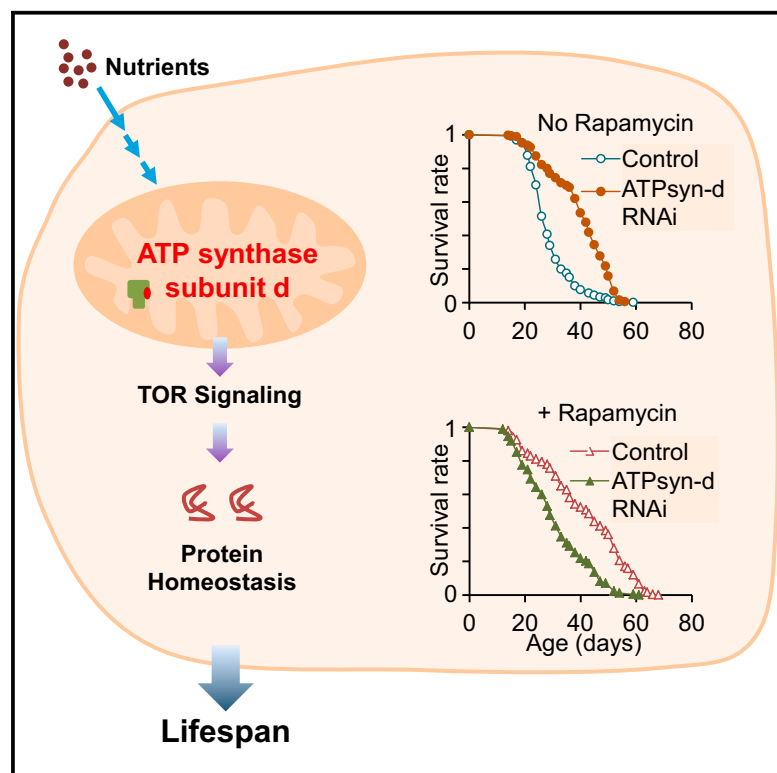 Nutrients
ATP synthase
subunit d
TOR Signaling
Protein
Homeostasis
Lifespan
No Rapamycin
Control
ATPsyn-d
RNAi
Survival rate
1
0
0
20
40
60
80
+ Rapamycin
Control
ATPsyn-d
RNAi
Survival rate
1
0
0
20
40
60
80
Age (days)